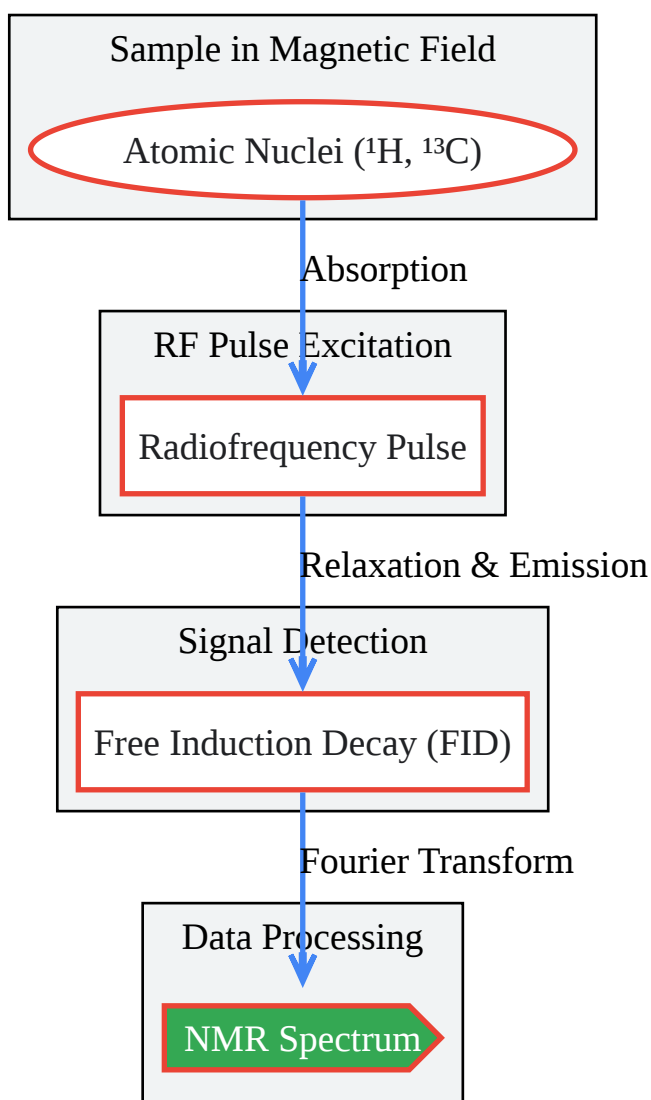 Sample in Magnetic Field
Atomic Nuclei (¹H, ¹³C)
Absorption
RF Pulse Excitation
Radiofrequency Pulse
Relaxation & Emission
Signal Detection
Free Induction Decay (FID)
Fourier Transform
Data Processing
NMR Spectrum